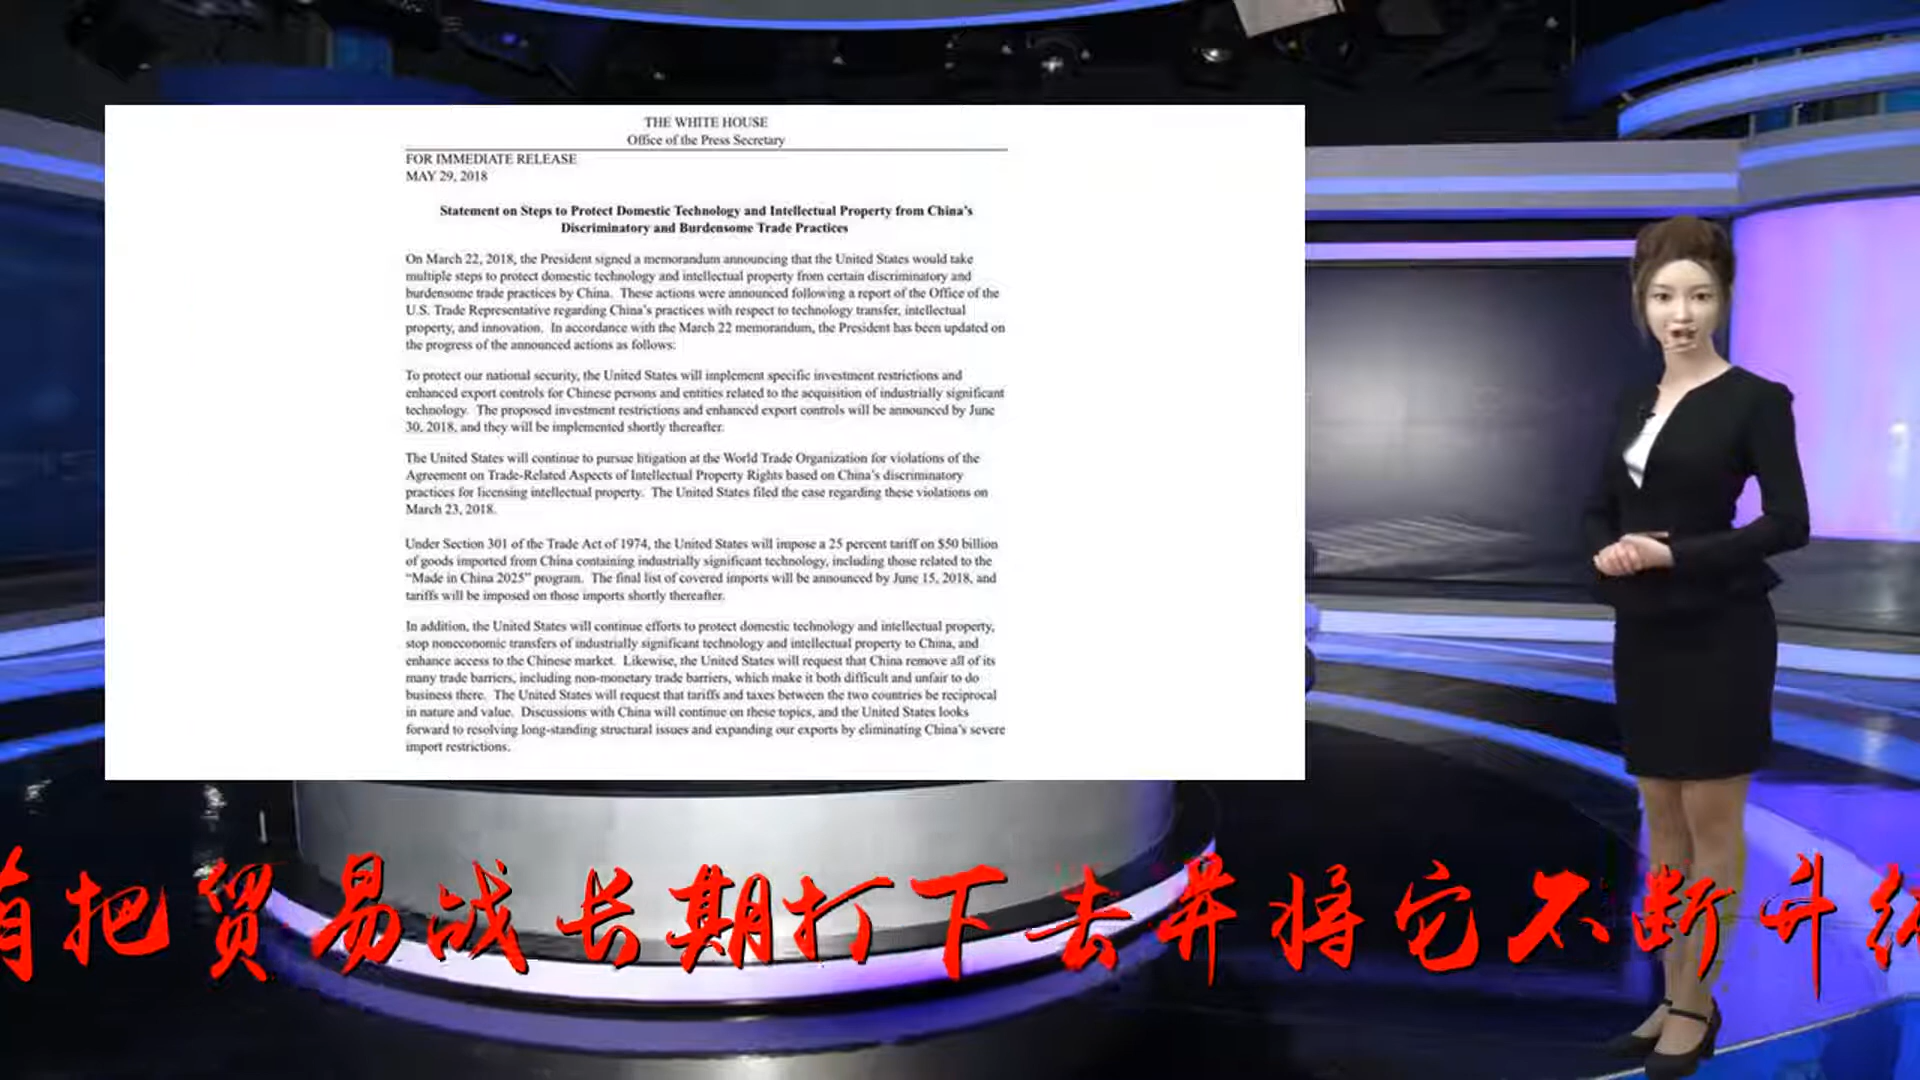 THE WHITE HOUSE
Office of the Press Secretary
FOR IMMEDIATE RELEASE
MAY 29, 2018
Statement on Steps to Protect Domestic Technology and Intellectual Property from China's
Discriminatory and Burdensome Trade Practices
On March 22, 2018, the President signed a memorandum announcing that the United States would take
multiple steps to protect domestic technology and intellectual property from certain discriminatory and
burdensome trade practices by China. These actions were announced following a report of the Office of the
U.S. Trade Representative regarding China's practices with respect to technology transfer, intellectual
property, and innovation. In accordance with the March 22 memorandum, the President has been updated on
the progress of the announced actions as follows:
To protect our national security, the United States will implement specific investment restrictions and
enhanced export controls for Chinese persons and entities related to the acquisition of industrially significant
technology. The proposed investment restrictions and enhanced export controls will be announced by June
30, 2018, and they will be implemented shortly thereafter.
The United States will continue to pursue litigation at the World Trade Organization for violations of the
Agreement on Trade-Related Aspects of Intellectual Property Rights based on China's discriminatory
practices for licensing intellectual property. The United States filed the case regarding these violations on
March 23, 2018.
Under Section 301 of the Trade Act of 1974, the United States will impose a 25 percent tariff on $50 billion
of goods imported from China containing industrially significant technology, including those related to the
“Made in China 2025” program. The final list of covered imports will be announced by June 15, 2018, and
tariffs will be imposed on those imports shortly thereafter.
In addition, the United States will continue efforts to protect domestic technology and intellectual property,
stop noneconomic transfers of industrially significant technology and intellectual property to China, and
enhance access to the Chinese market. Likewise, the United States will request that China remove all of its
many trade barriers, including non-monetary trade barriers, which make it both difficult and unfair to do
business there. The United States will request that tariffs and taxes between the two countries be reciprocal
in nature and value. Discussions with China will continue on these topics, and the United States looks
forward to resolving long-standing structural issues and expanding our exports by eliminating China's severe
import restrictions.
把贸易战长期打下去并将它不断升